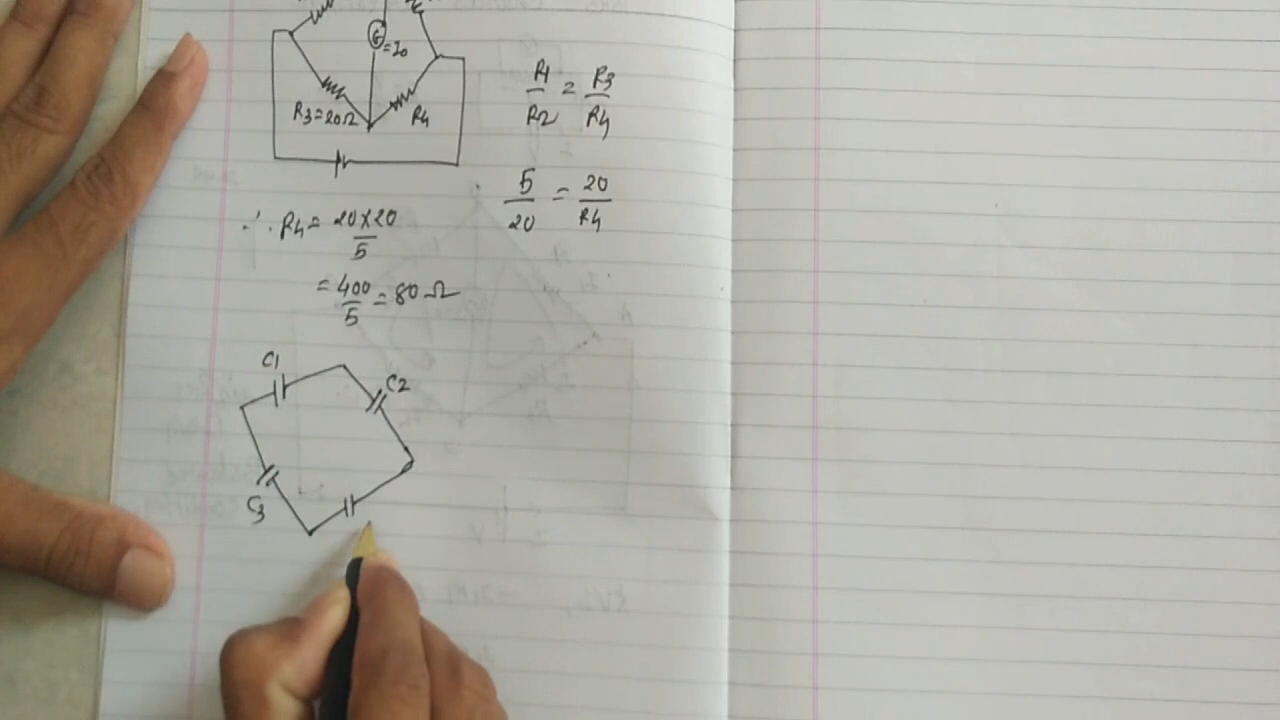 G = 20
R3 = 20Ω R4
R1/R2 = R3/R4
5/20 = 20/R4
∴ R4 = 20×20/5
= 400/5 = 80 Ω
C1
C2
C3